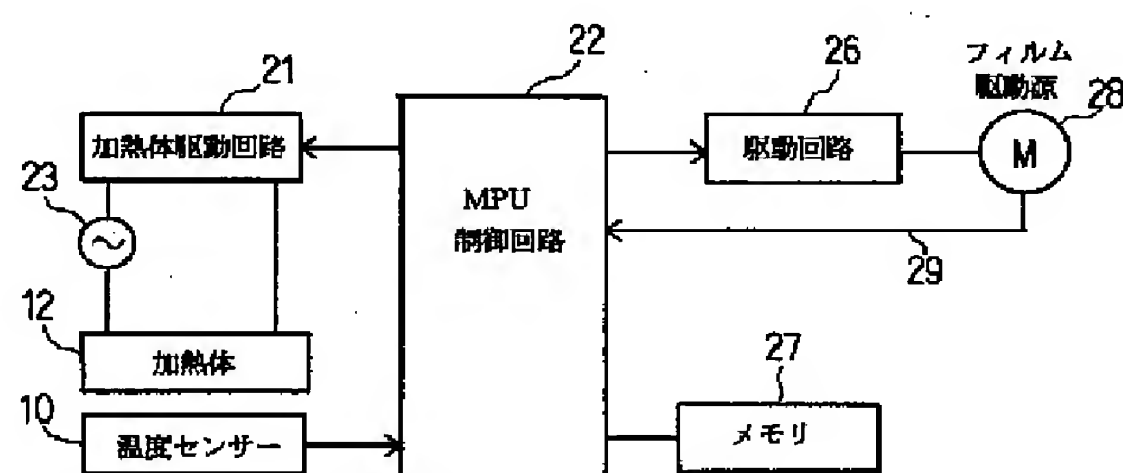 22
26
フィルム
駆動源
28
21
加熱体駆動回路
駆動回路
M
23
MPU
制御回路
29
12
加熱体
27
10
温度センサー
メモリ